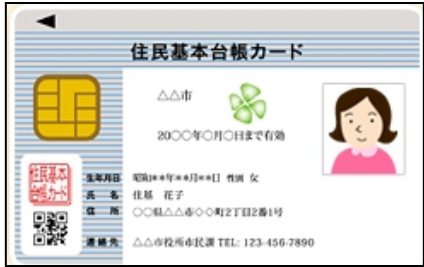 住民基本台帳カード
△△市
20○○年○月○日まで有効
住民基本
台帳カード
生年月日 昭和**年**月**日 性別 女
氏 名 住基 花子
住 所 ○○県△△市○○町2丁目2番1号
連絡先 △△市役所市民課 TEL: 123-456-7890